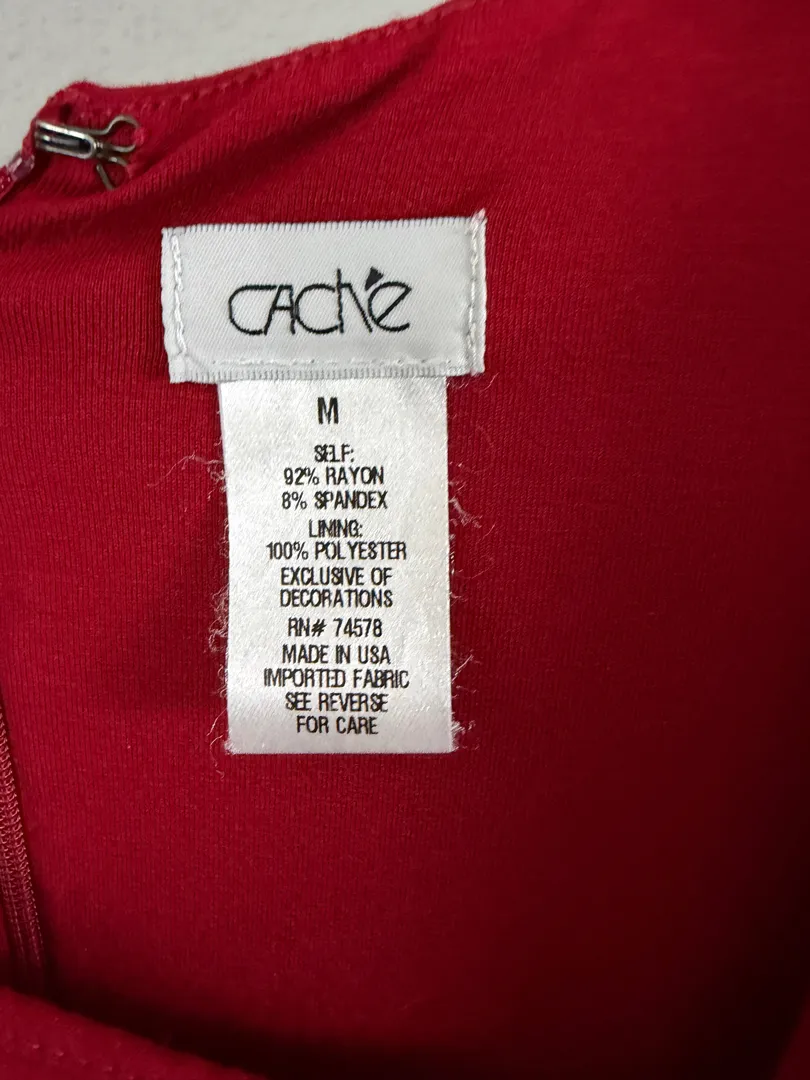 CACHÉ
M
SELF:
92% RAYON
8% SPANDEX
LINING:
100% POLYESTER
EXCLUSIVE OF
DECORATIONS
RN# 74578
MADE IN USA
IMPORTED FABRIC
SEE REVERSE
FOR CARE